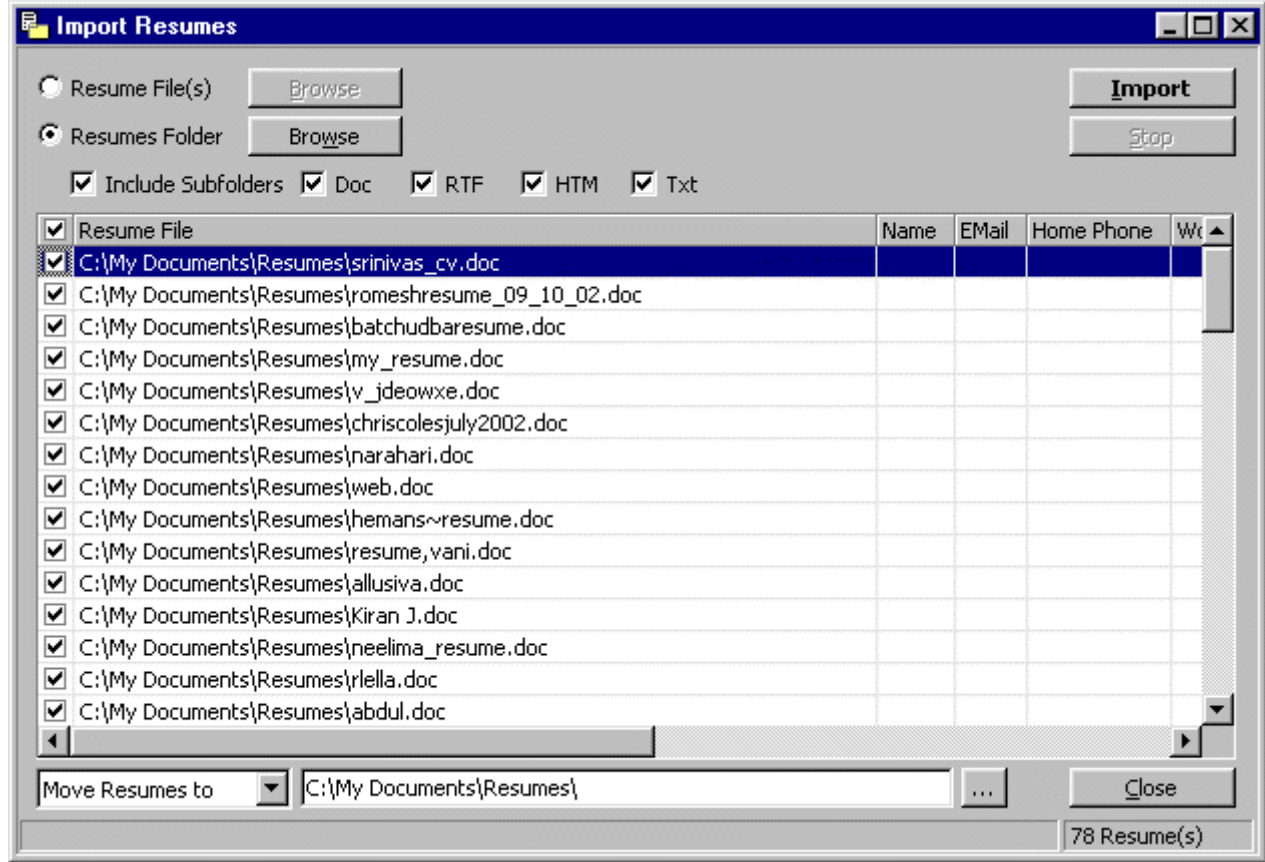 Import Resumes
Resume File(s) Browse Import
Resumes Folder Browse Stop
Include Subfolders Doc RTF HTM Txt
Resume File Name EMail Home Phone
C:\My Documents\Resumes\srinivas_cv.doc
C:\My Documents\Resumes\romeshresume_09_10_02.doc
C:\My Documents\Resumes\batchudbaresume.doc
C:\My Documents\Resumes\my_resume.doc
C:\My Documents\Resumes\v_jdeowxe.doc
C:\My Documents\Resumes\chriscolesjuly2002.doc
C:\My Documents\Resumes\narahari.doc
C:\My Documents\Resumes\web.doc
C:\My Documents\Resumes\hemans~resume.doc
C:\My Documents\Resumes\resume,vani.doc
C:\My Documents\Resumes\allusiva.doc
C:\My Documents\Resumes\Kiran J.doc
C:\My Documents\Resumes\neelima_resume.doc
C:\My Documents\Resumes\rlella.doc
C:\My Documents\Resumes\abdul.doc
Move Resumes to C:\My Documents\Resumes\ ... Close
78 Resume(s)